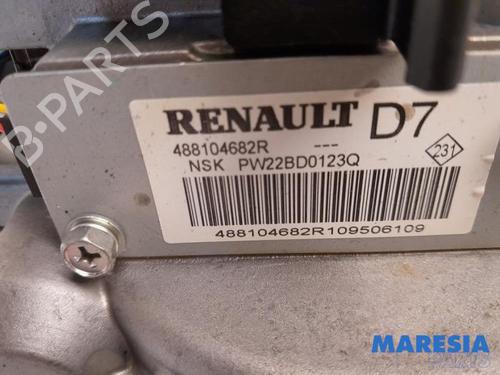 RENAULT D7
488104682R ---
NSK PW22BD0123Q
231
488104682R109506109
B-PARTS
MARESIA